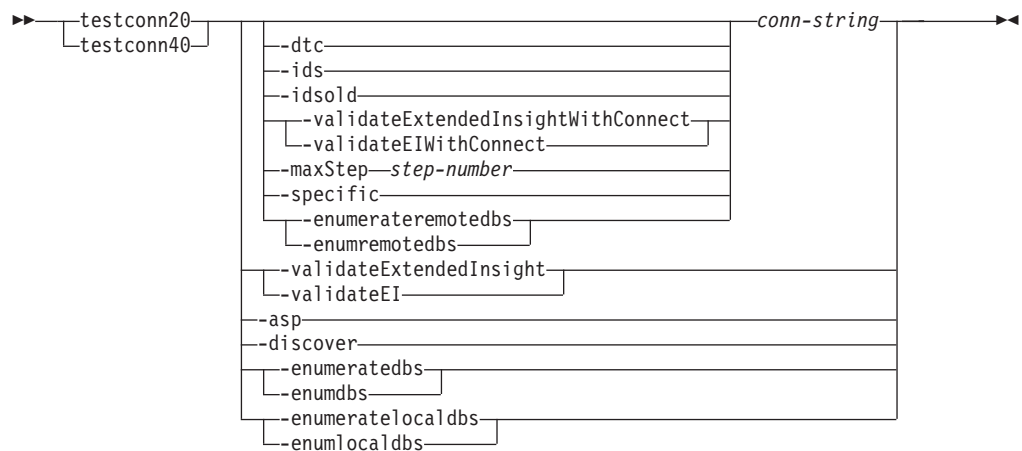 testconn20 conn-string
testconn40
-dtc
-ids
-idsold
-validateExtendedInsightWithConnect
-validateEIWithConnect
-maxStep step-number
-specific
-enumerateremotedbs
-enumremotedbs
-validateExtendedInsight
-validateEI
-asp
-discover
-enumeratedbs
-enumdbs
-enumeratelocaldbs
-enumlocaldbs